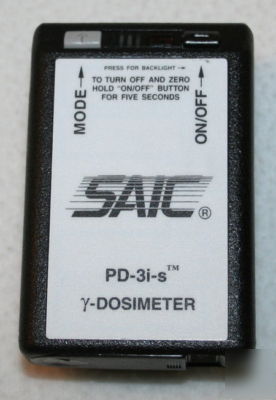 PRESS FOR BACKLIGHT→
TO TURN OFF AND ZERO
HOLD "ON/OFF" BUTTON
FOR FIVE SECONDS
MODE→
ON/OFF→
SAIC®
PD-3i-s™
γ-DOSIMETER